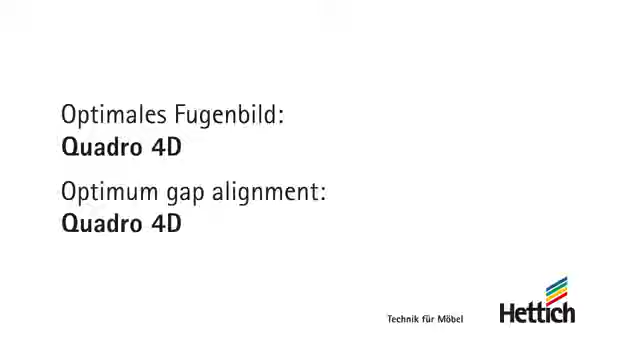 Optimales Fugenbild:
Quadro 4D
Optimum gap alignment:
Quadro 4D
Technik für Möbel
Hettich